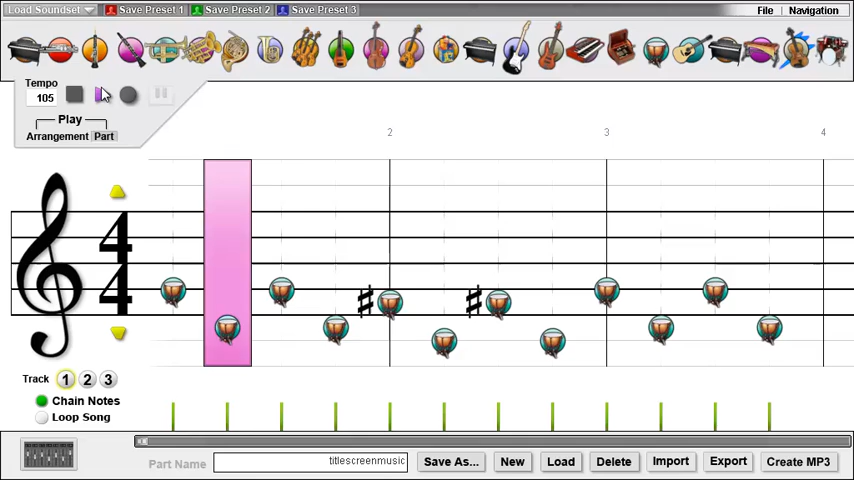 Load Soundset Save Preset 1 Save Preset 2 Save Preset 3 File Navigation
Tempo
105
Play
Arrangement Part
2 3 4
4
4
Track 1 2 3
Chain Notes
Loop Song
Part Name titlescreenmusic Save As... New Load Delete Import Export Create MP3